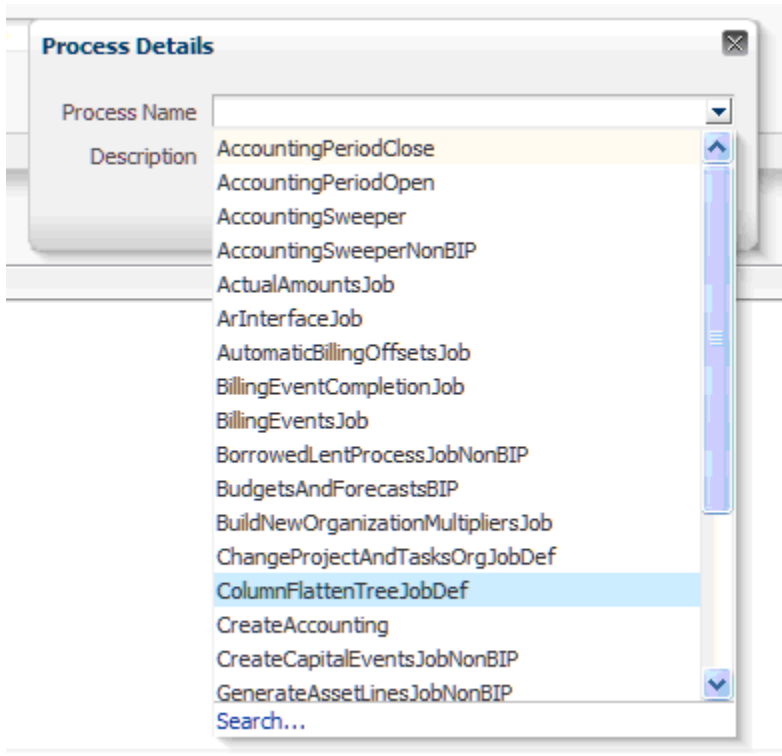 Process Details
Process Name
Description
AccountingPeriodClose
AccountingPeriodOpen
AccountingSweeper
AccountingSweeperNonBIP
ActualAmountsJob
ArInterfaceJob
AutomaticBillingOffsetsJob
BillingEventCompletionJob
BillingEventsJob
BorrowedLentProcessJobNonBIP
BudgetsAndForecastsBIP
BuildNewOrganizationMultipliersJob
ChangeProjectAndTasksOrgJobDef
ColumnFlattenTreeJobDef
CreateAccounting
CreateCapitalEventsJobNonBIP
GenerateAssetLinesJobNonBIP
Search...